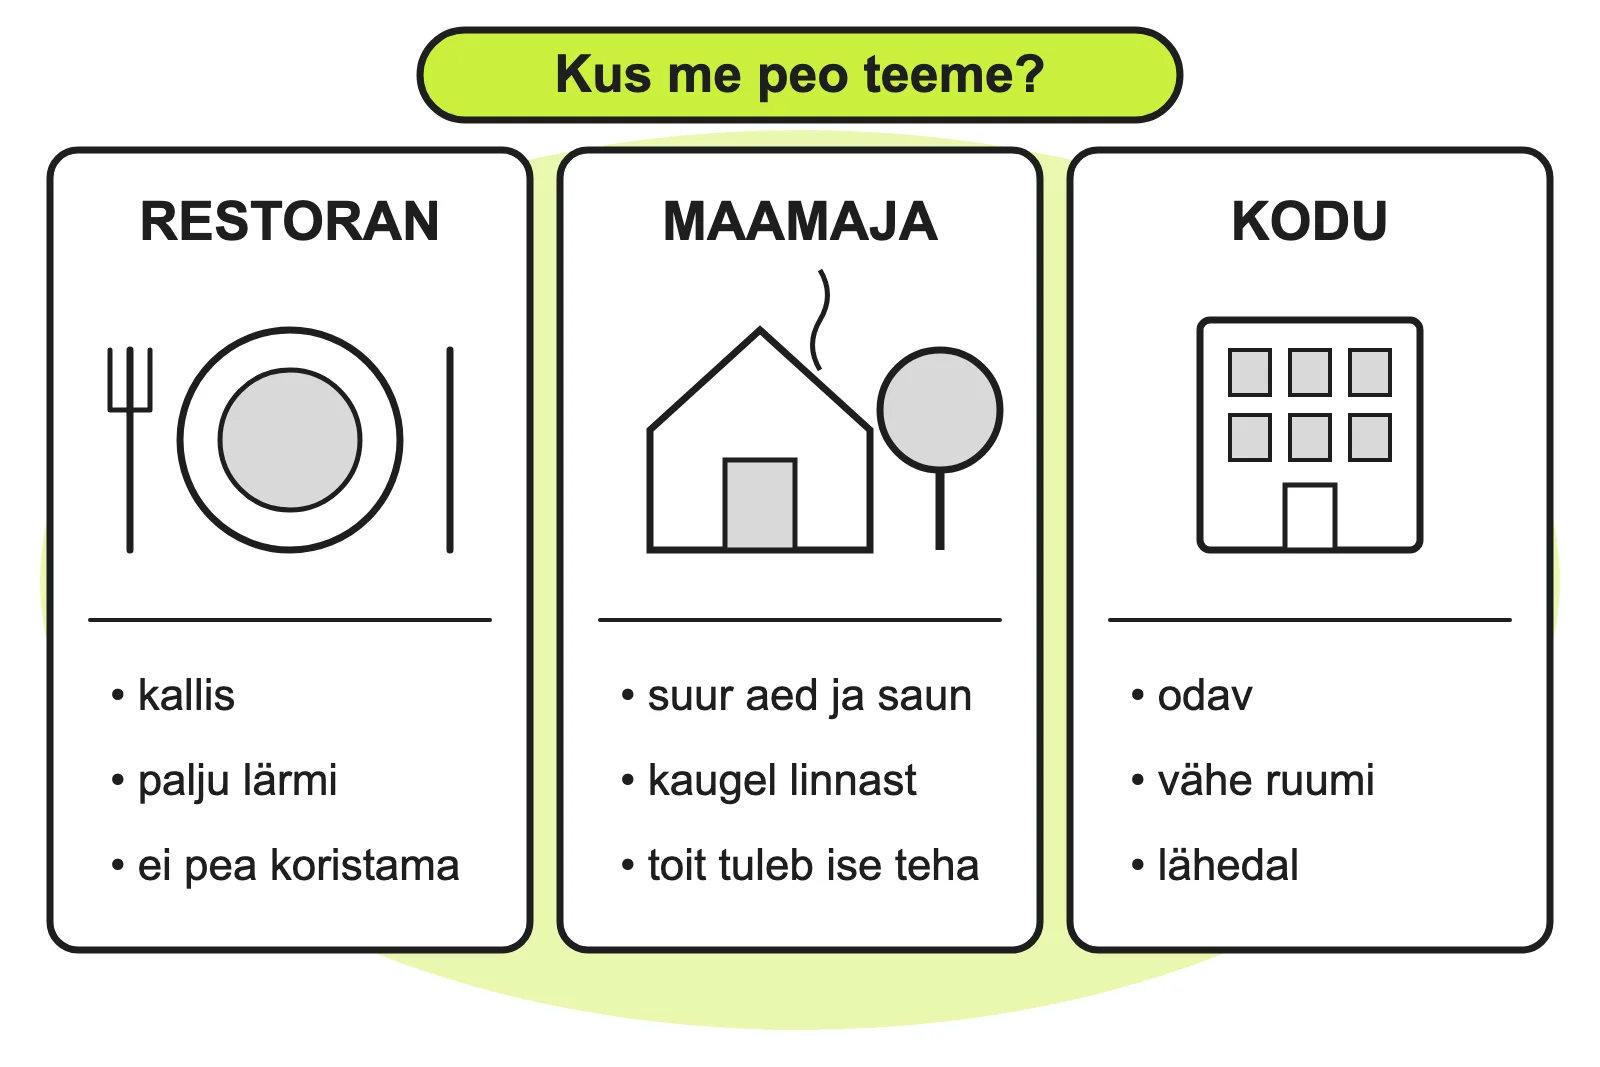 Kus me peo teeme?
RESTORAN
• kallis
• palju lärmi
• ei pea koristama
MAAMAJA
• suur aed ja saun
• kaugel linnast
• toit tuleb ise teha
KODU
• odav
• vähe ruumi
• lähedal